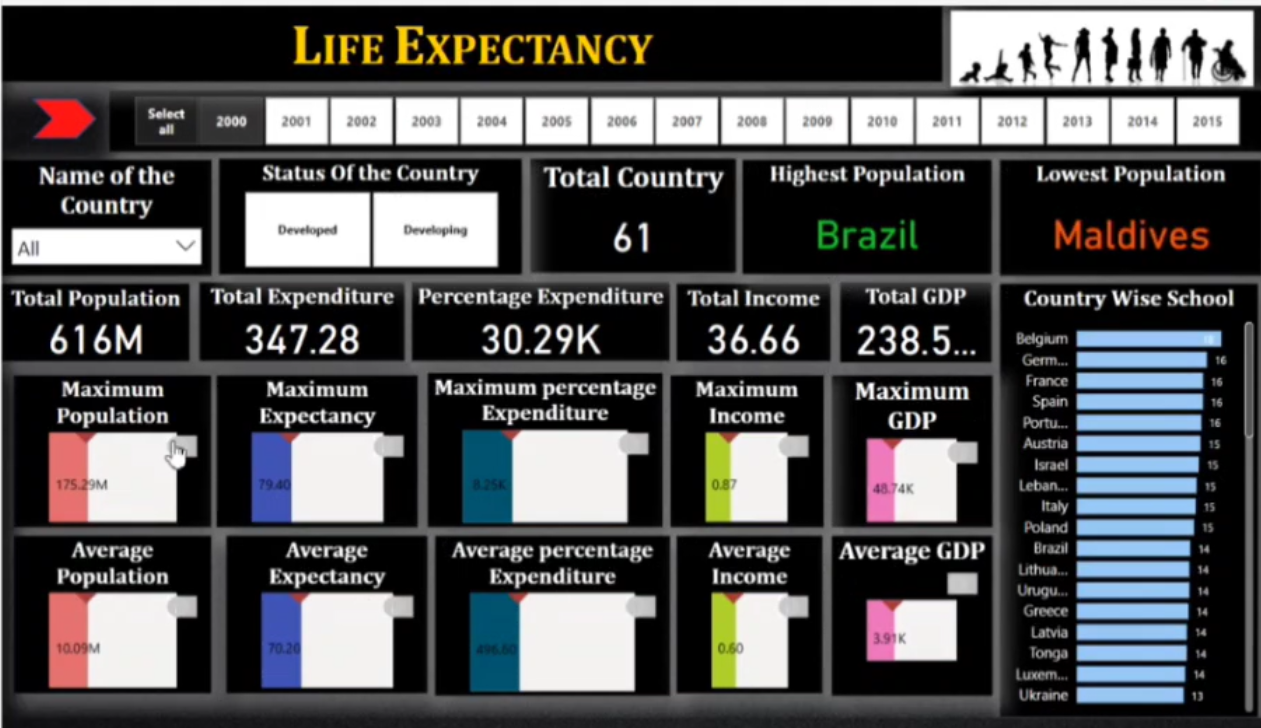 LIFE EXPECTANCY
Select all
2000 2001 2002 2003 2004 2005 2006 2007 2008 2009 2010 2011 2012 2013 2014 2015
Name of the
Country
All
Status Of the Country
Developed Developing
Total Country
61
Highest Population
Brazil
Lowest Population
Maldives
Total Population
616M
Total Expenditure
347.28
Percentage Expenditure
30.29K
Total Income
36.66
Total GDP
238.5...
Maximum
Population
175.29M
Maximum
Expectancy
79.40
Maximum percentage
Expenditure
8.25K
Maximum
Income
0.87
Maximum
GDP
48.74K
Average
Population
10.09M
Average
Expectancy
70.20
Average percentage
Expenditure
496.60
Average
Income
0.60
Average GDP
3.91K
Country Wise School
Belgium
Germ... 16
France 16
Spain 16
Portu... 16
Austria 15
Israel 15
Leban... 15
Italy 15
Poland 15
Brazil 14
Lithua... 14
Urugu... 14
Greece 14
Latvia 14
Tonga 14
Luxem... 14
Ukraine 13